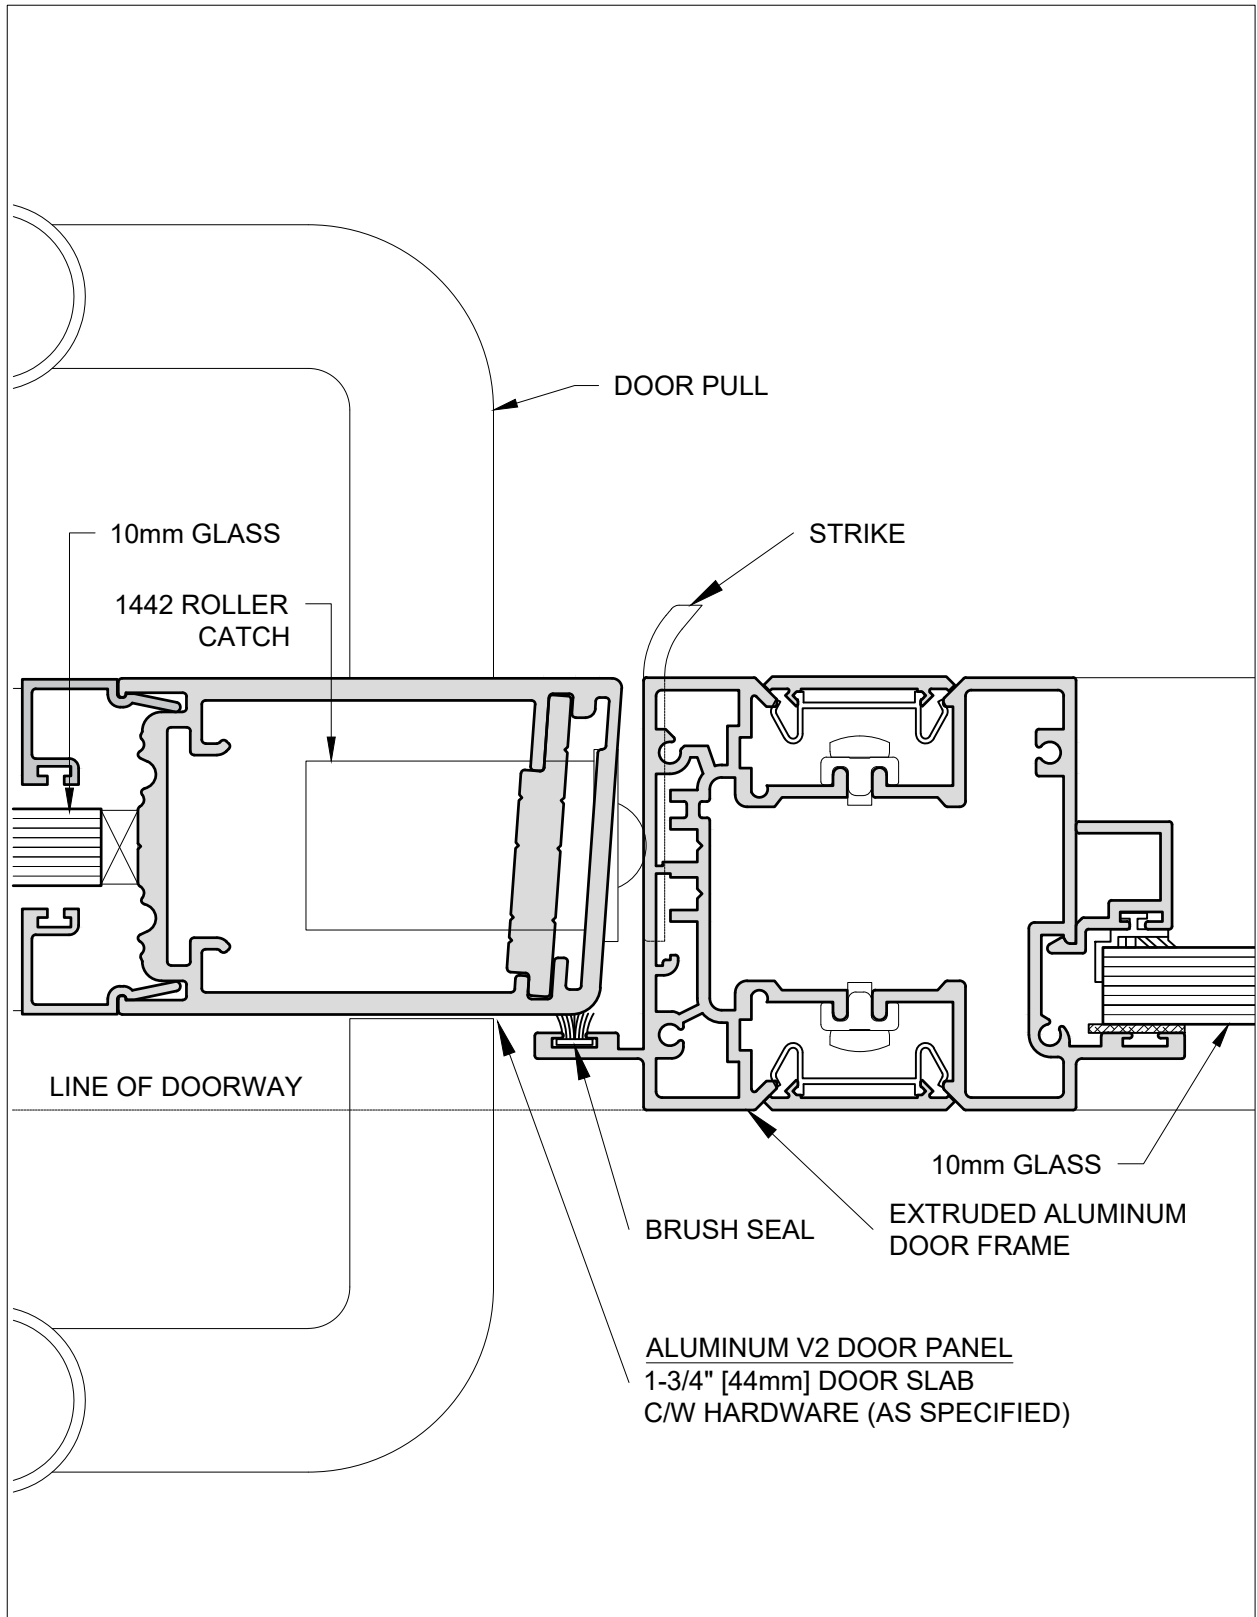 DOOR PULL
10mm GLASS
STRIKE
1442 ROLLER
CATCH
LINE OF DOORWAY
10mm GLASS
BRUSH SEAL
EXTRUDED ALUMINUM
DOOR FRAME
ALUMINUM V2 DOOR PANEL
1-3/4" [44mm] DOOR SLAB
C/W HARDWARE (AS SPECIFIED)